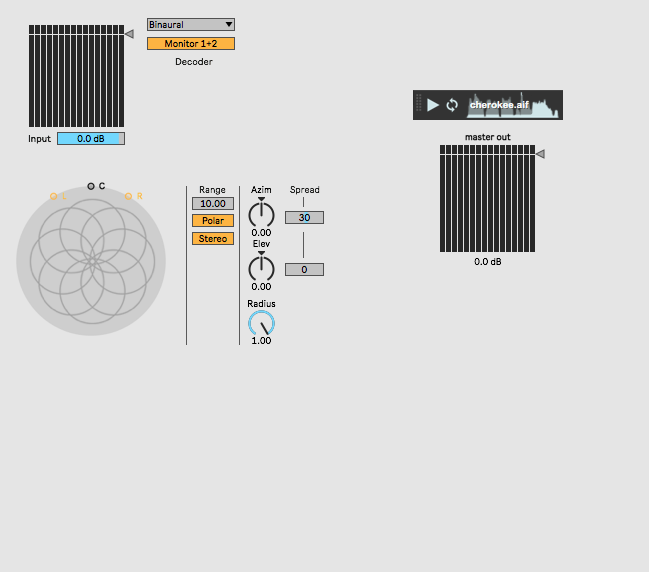 Binaural
Monitor 1+2
Decoder
Input
0.0 dB
cherokee.aif
master out
0.0 dB
C
L
R
Range
10.00
Polar
Stereo
Azim
0.00
Elev
0.00
Radius
1.00
Spread
30
0